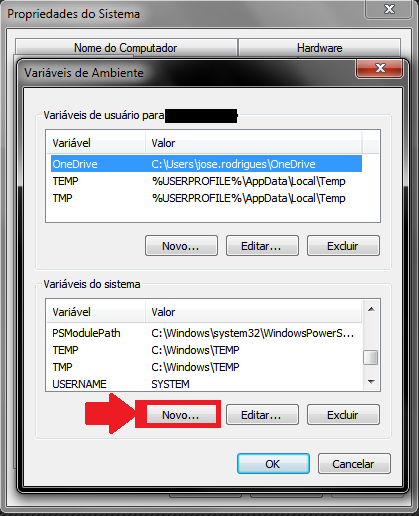 Propriedades do Sistema
Nome do Computador Hardware
Variáveis de Ambiente
Variáveis de usuário para
Variável Valor
OneDrive C:\Users\jose.rodrigues\OneDrive
TEMP %USERPROFILE%\AppData\Local\Temp
TMP %USERPROFILE%\AppData\Local\Temp
Novo... Editar... Excluir
Variáveis do sistema
Variável Valor
PSModulePath C:\Windows\system32\WindowsPowerS...
TEMP C:\Windows\TEMP
TMP C:\Windows\TEMP
USERNAME SYSTEM
Novo... Editar... Excluir
OK Cancelar